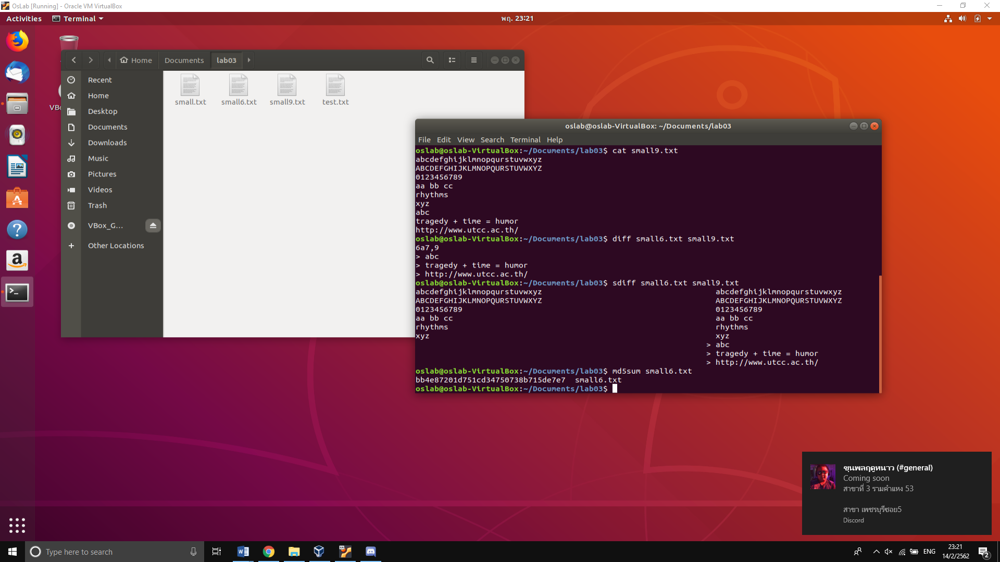 OsLab [Running] - Oracle VM VirtualBox
Activities
Terminal
พฤ. 23:21
Home
Documents
lab03
Recent
Home
Desktop
Documents
Downloads
Music
Pictures
Videos
Trash
VBox_G...
Other Locations
small.txt
small6.txt
small9.txt
test.txt
oslab@oslab-VirtualBox: ~/Documents/lab03
File Edit View Search Terminal Help
oslab@oslab-VirtualBox:~/Documents/lab03$ cat small9.txt
abcdefghijklmnopqurstuvwxyz
ABCDEFGHIJKLMNOPQURSTUVWXYZ
0123456789
aa bb cc
rhythms
xyz
abc
tragedy + time = humor
http://www.utcc.ac.th/
oslab@oslab-VirtualBox:~/Documents/lab03$ diff small6.txt small9.txt
6a7,9
> abc
> tragedy + time = humor
> http://www.utcc.ac.th/
oslab@oslab-VirtualBox:~/Documents/lab03$ sdiff small6.txt small9.txt
abcdefghijklmnopqurstuvwxyz abcdefghijklmnopqurstuvwxyz
ABCDEFGHIJKLMNOPQURSTUVWXYZ ABCDEFGHIJKLMNOPQURSTUVWXYZ
0123456789 0123456789
aa bb cc aa bb cc
rhythms rhythms
xyz xyz
> abc
> tragedy + time = humor
> http://www.utcc.ac.th/
oslab@oslab-VirtualBox:~/Documents/lab03$ md5sum small6.txt
bb4e87201d751cd34750738b715de7e7  small6.txt
oslab@oslab-VirtualBox:~/Documents/lab03$
ขุนพลฤดูหนาว (#general)
Coming soon
สาขาที่ 3 รามคำแหง 53
สาขา เพชรบุรีซอย5
Discord
Type here to search
ENG
23:21
14/2/2562
2